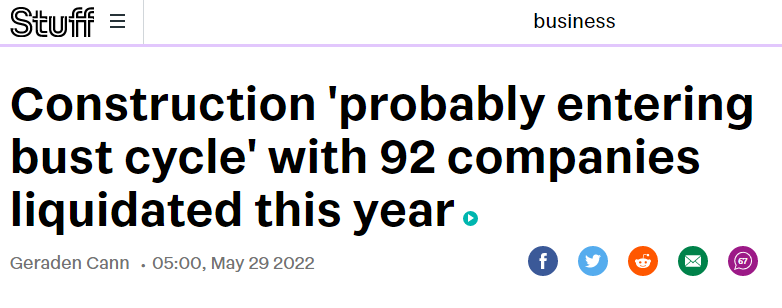 Stuff
business
Construction 'probably entering
bust cycle' with 92 companies
liquidated this year
Geraden Cann • 05:00, May 29 2022
67